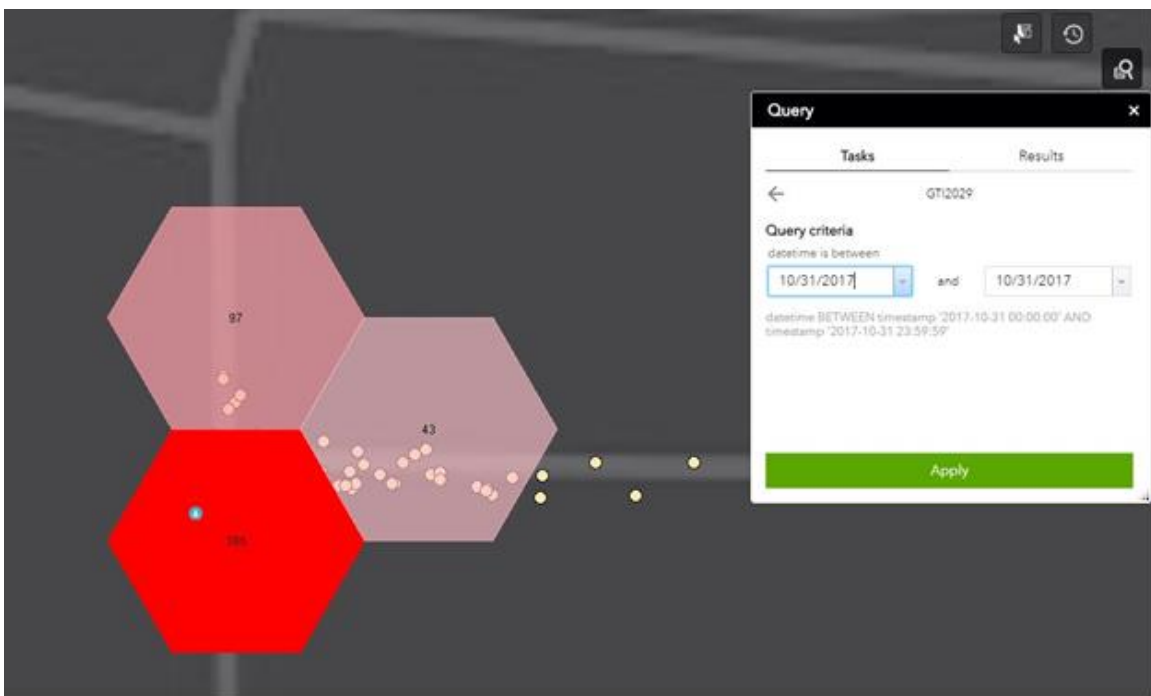 Query
Tasks Results
GTI2029
Query criteria
datetime is between
10/31/2017 and 10/31/2017
datetime BETWEEN timestamp '2017-10-31 00:00:00' AND
timestamp '2017-10-31 23:59:59'
Apply
97
43